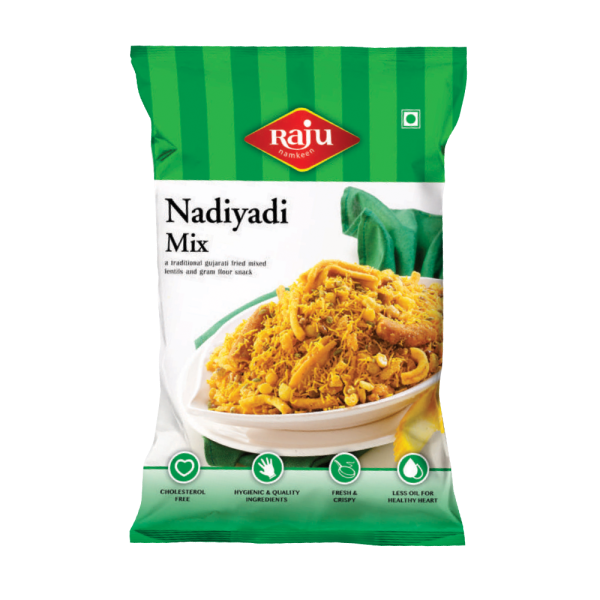 Raju
namkeen
Nadiyadi
Mix
a traditional gujarati fried mixed
lentils and gram flour snack
CHOLESTEROL
FREE
HYGIENIC & QUALITY
INGREDIENTS
FRESH &
CRISPY
LESS OIL FOR
HEALTHY HEART